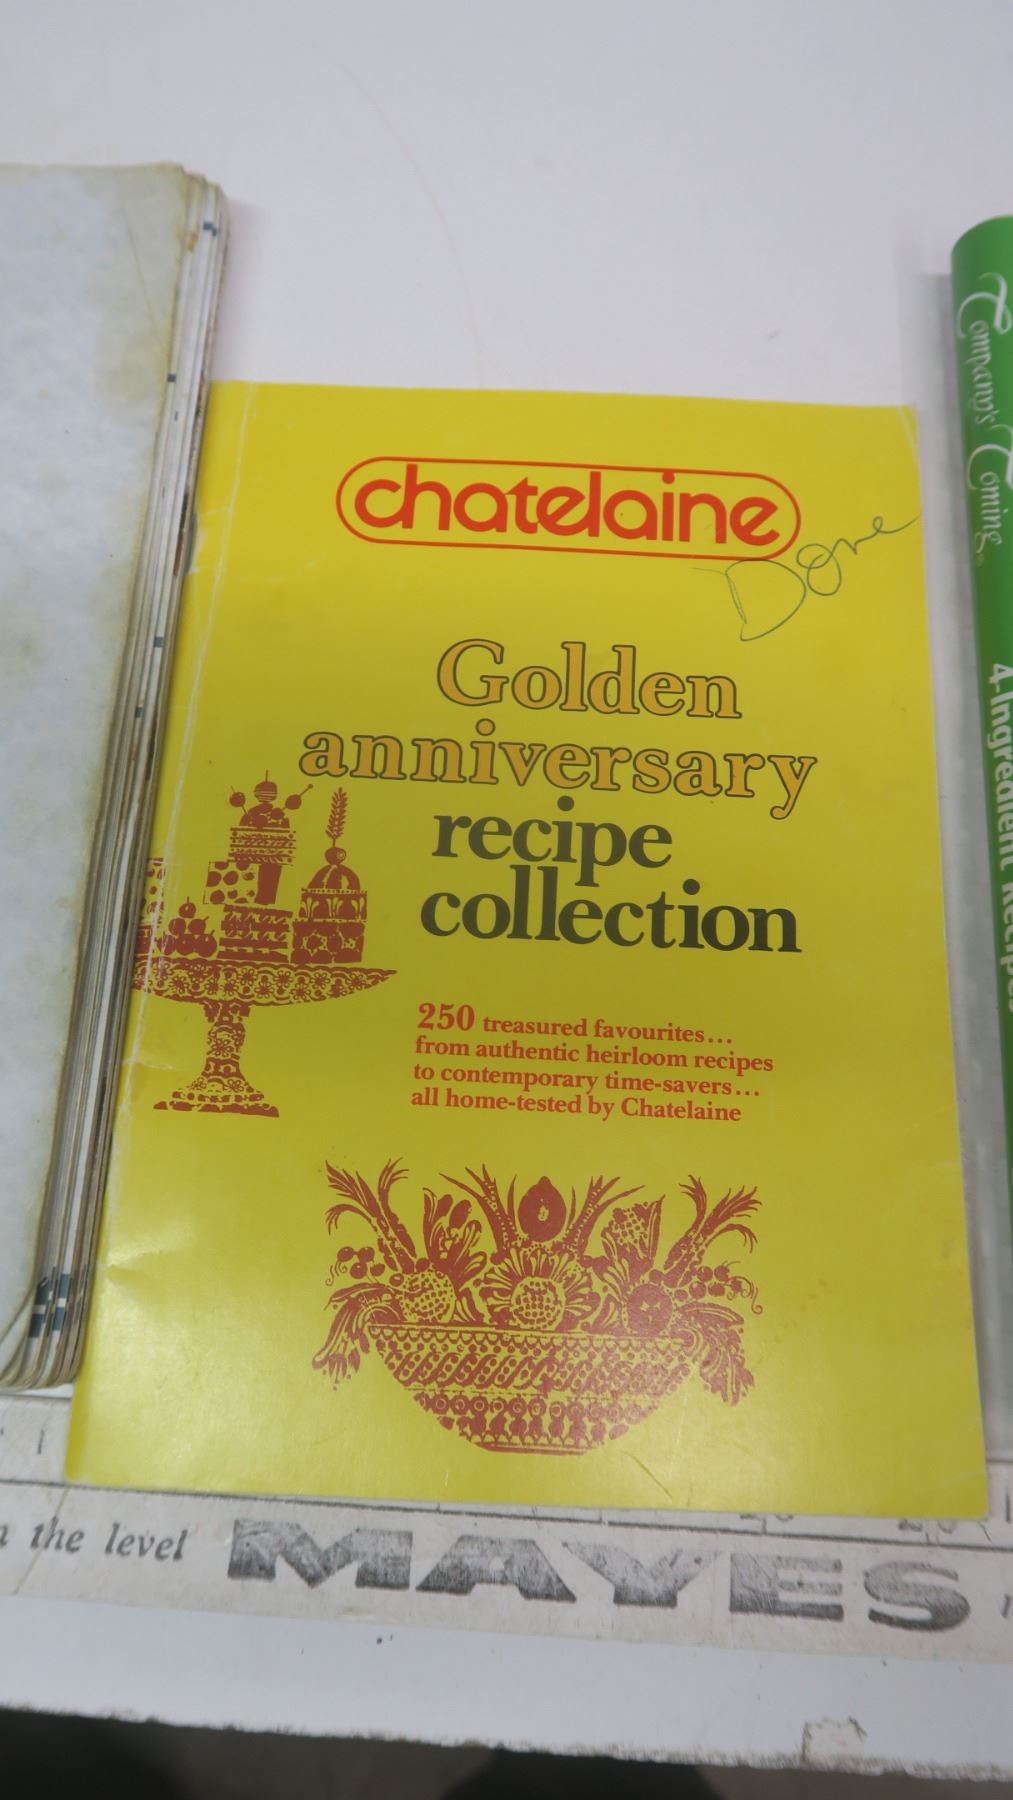 chatelaine
Done
Golden
anniversary
recipe
collection
250 treasured favourites...
from authentic heirloom recipes
to contemporary time-savers...
all home-tested by Chatelaine
Company's Coming®
4-Ingredient Recipes
the level
MAYES